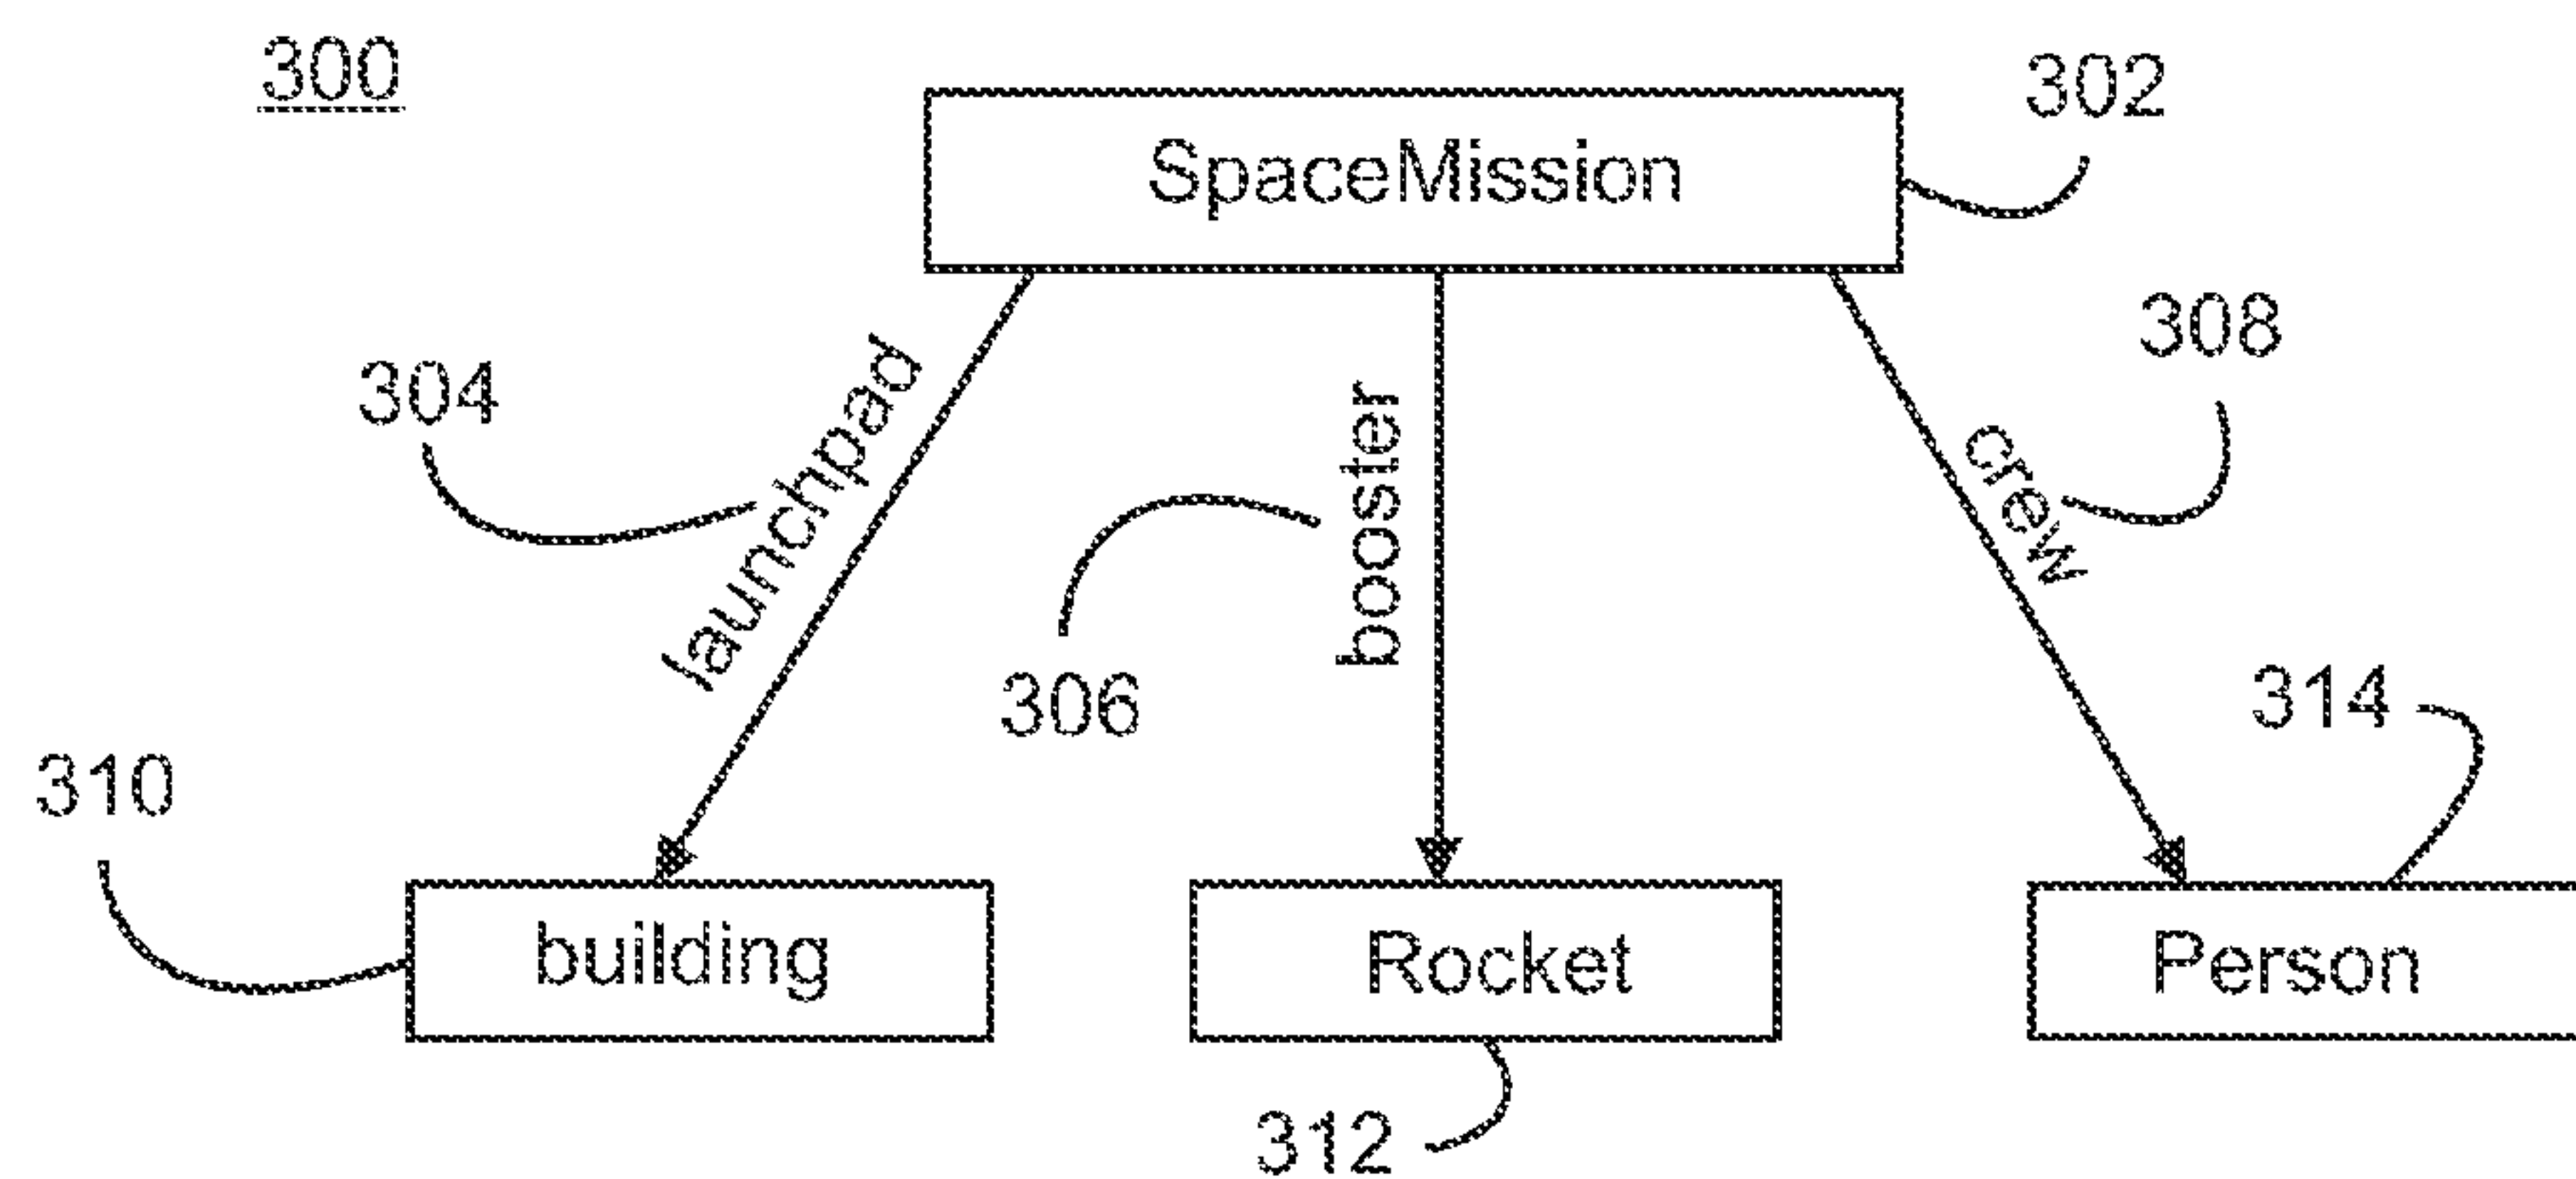 300
302
SpaceMission
308
304
launchpad
booster
crew
306
314
310
building
Rocket
Person
312